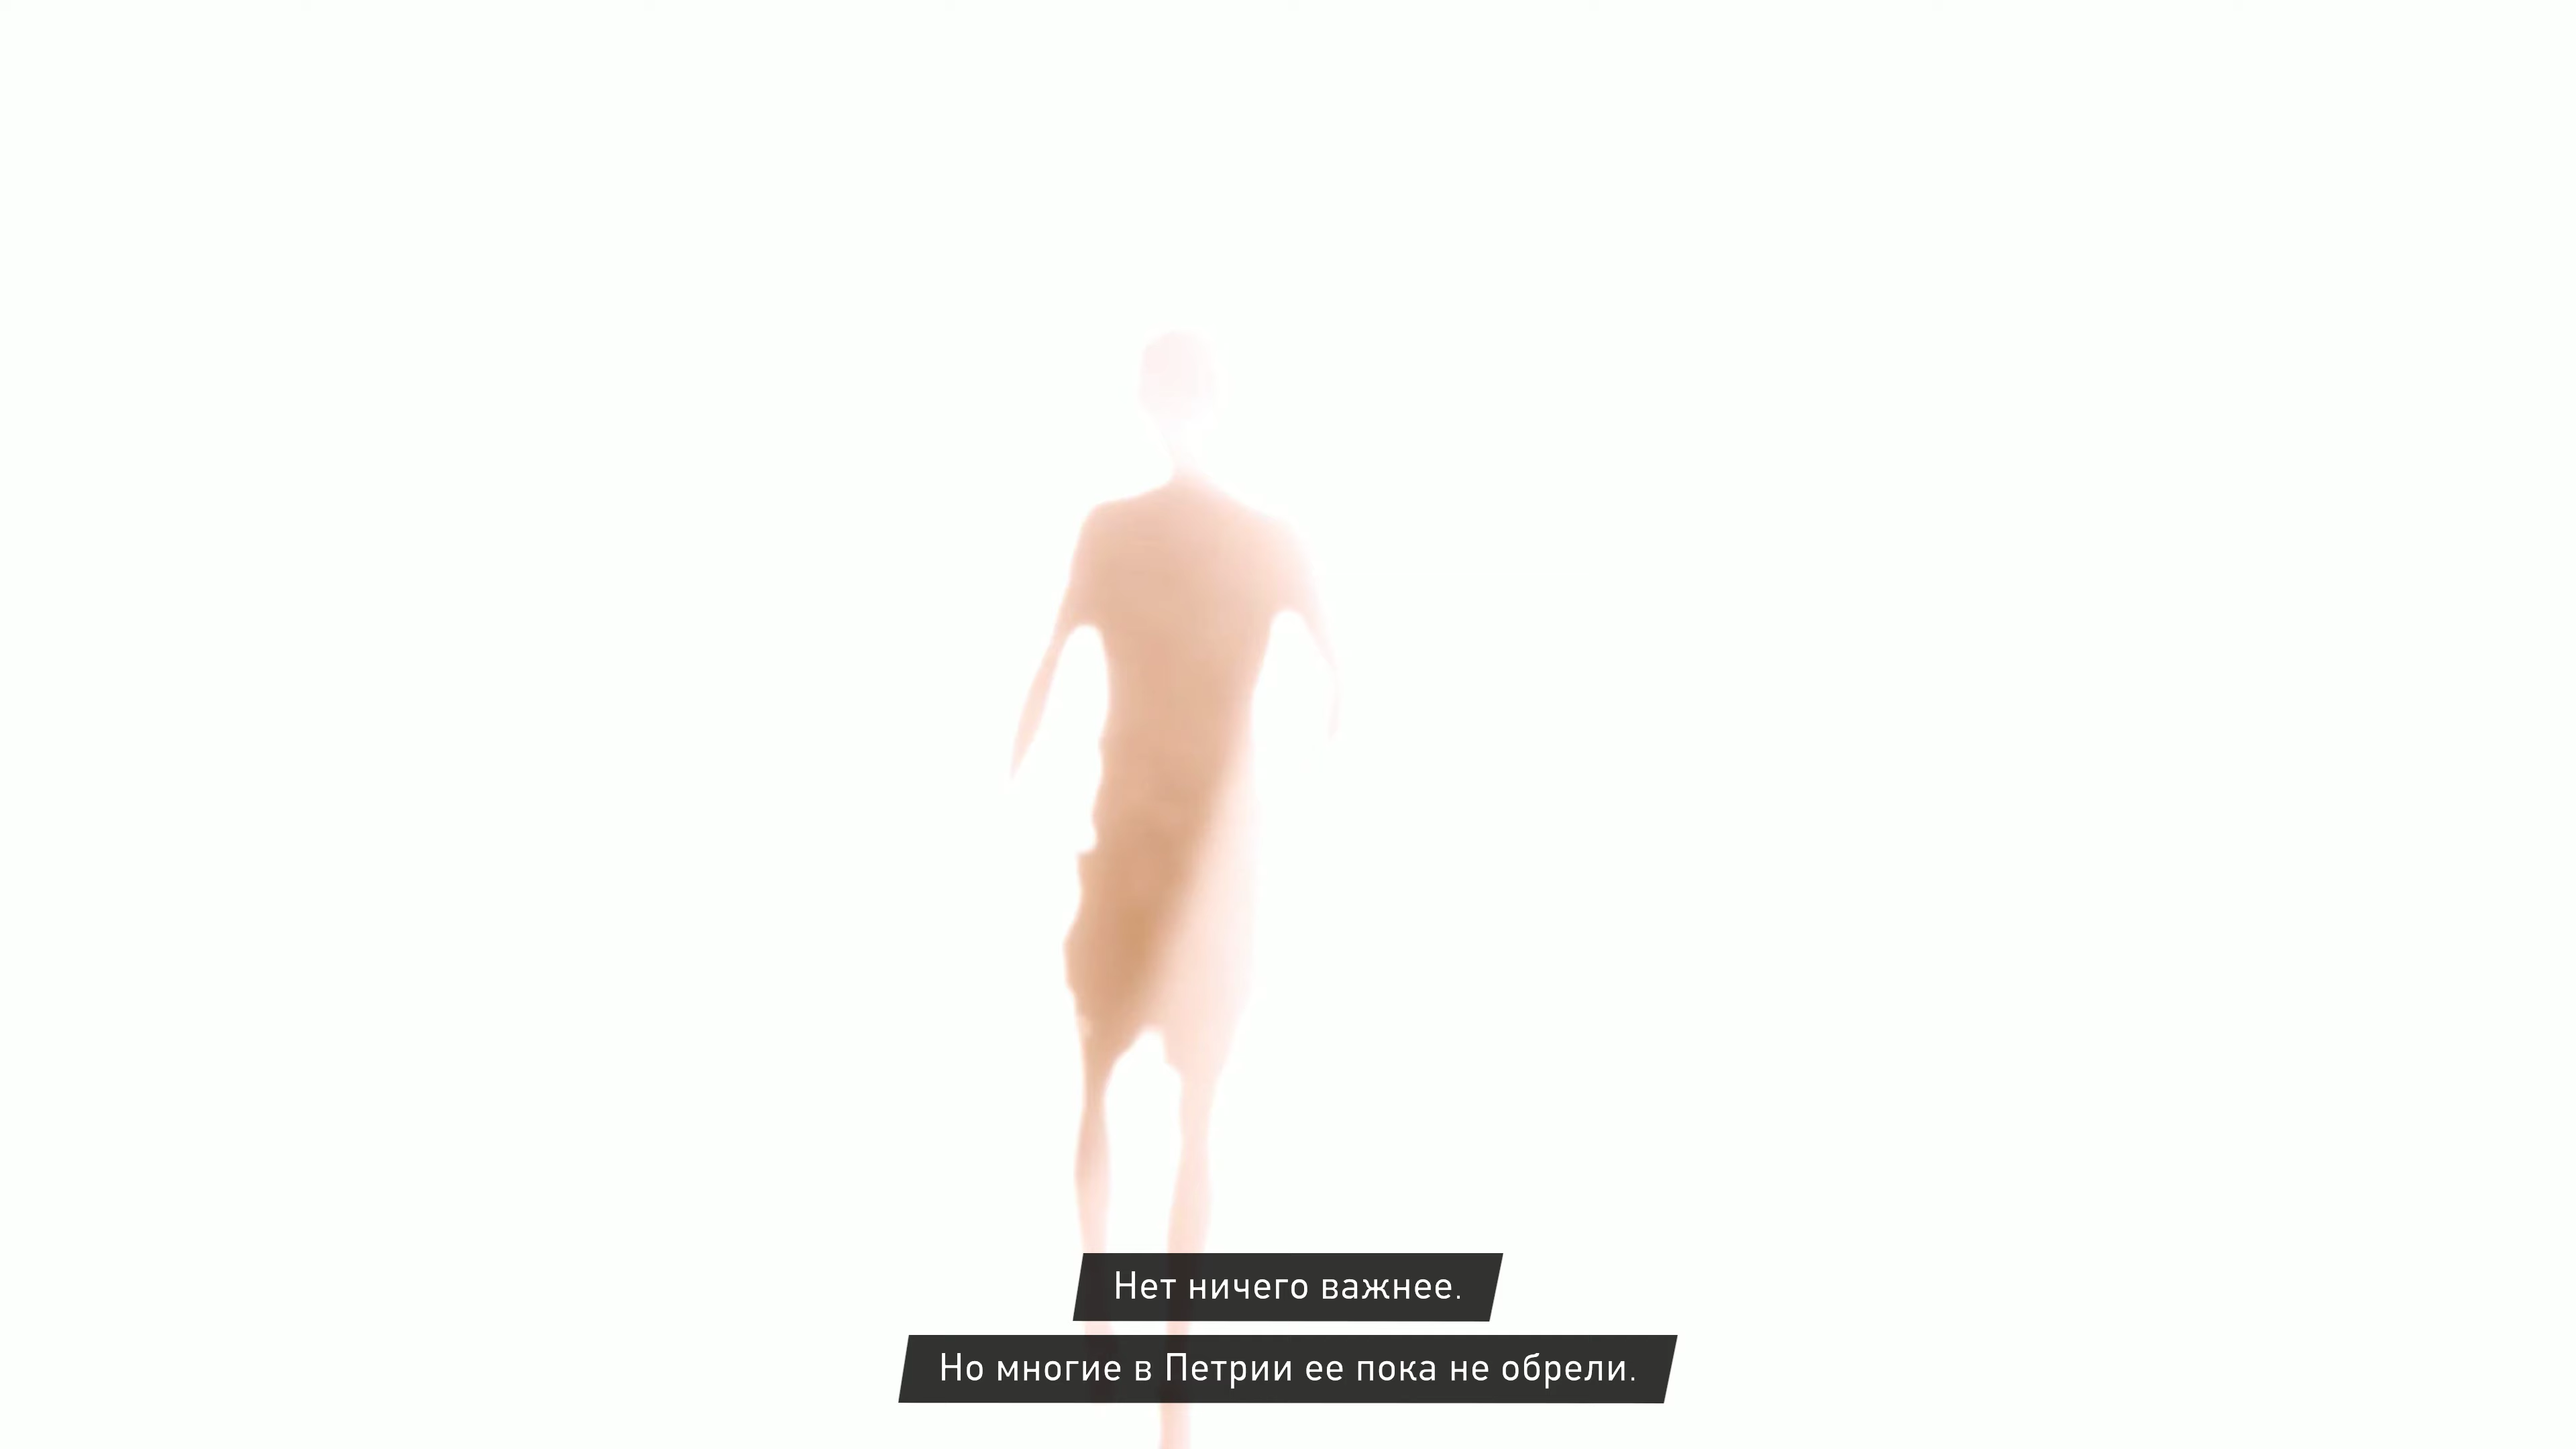 Нет ничего важнее.
Но многие в Петрии ее пока не обрели.